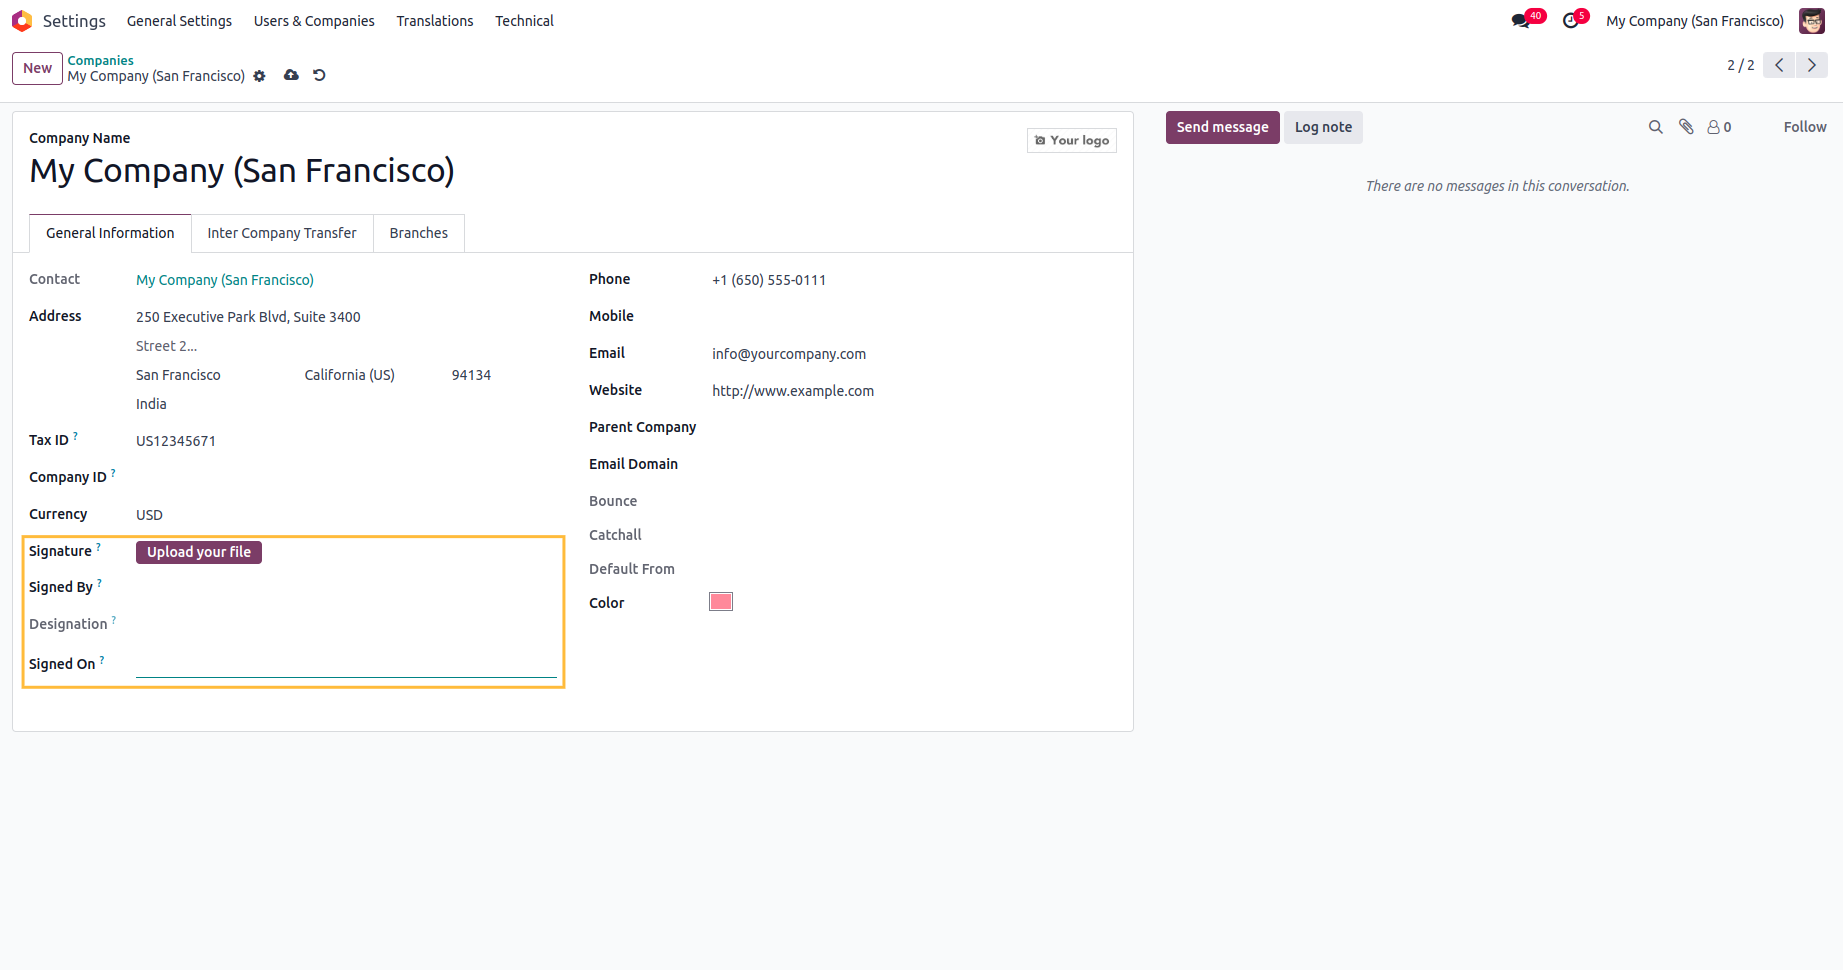 Settings General Settings Users & Companies Translations Technical 40 5 My Company (San Francisco)
New Companies
My Company (San Francisco) 2 / 2
Company Name
Your logo
My Company (San Francisco)
General Information Inter Company Transfer Branches
Contact My Company (San Francisco)
Address 250 Executive Park Blvd, Suite 3400
Street 2...
San Francisco California (US) 94134
India
Tax ID ? US12345671
Company ID ?
Currency USD
Signature ? Upload your file
Signed By ?
Designation ?
Signed On ?
Phone +1 (650) 555-0111
Mobile
Email info@yourcompany.com
Website http://www.example.com
Parent Company
Email Domain
Bounce
Catchall
Default From
Color
Send message Log note 0 Follow
There are no messages in this conversation.